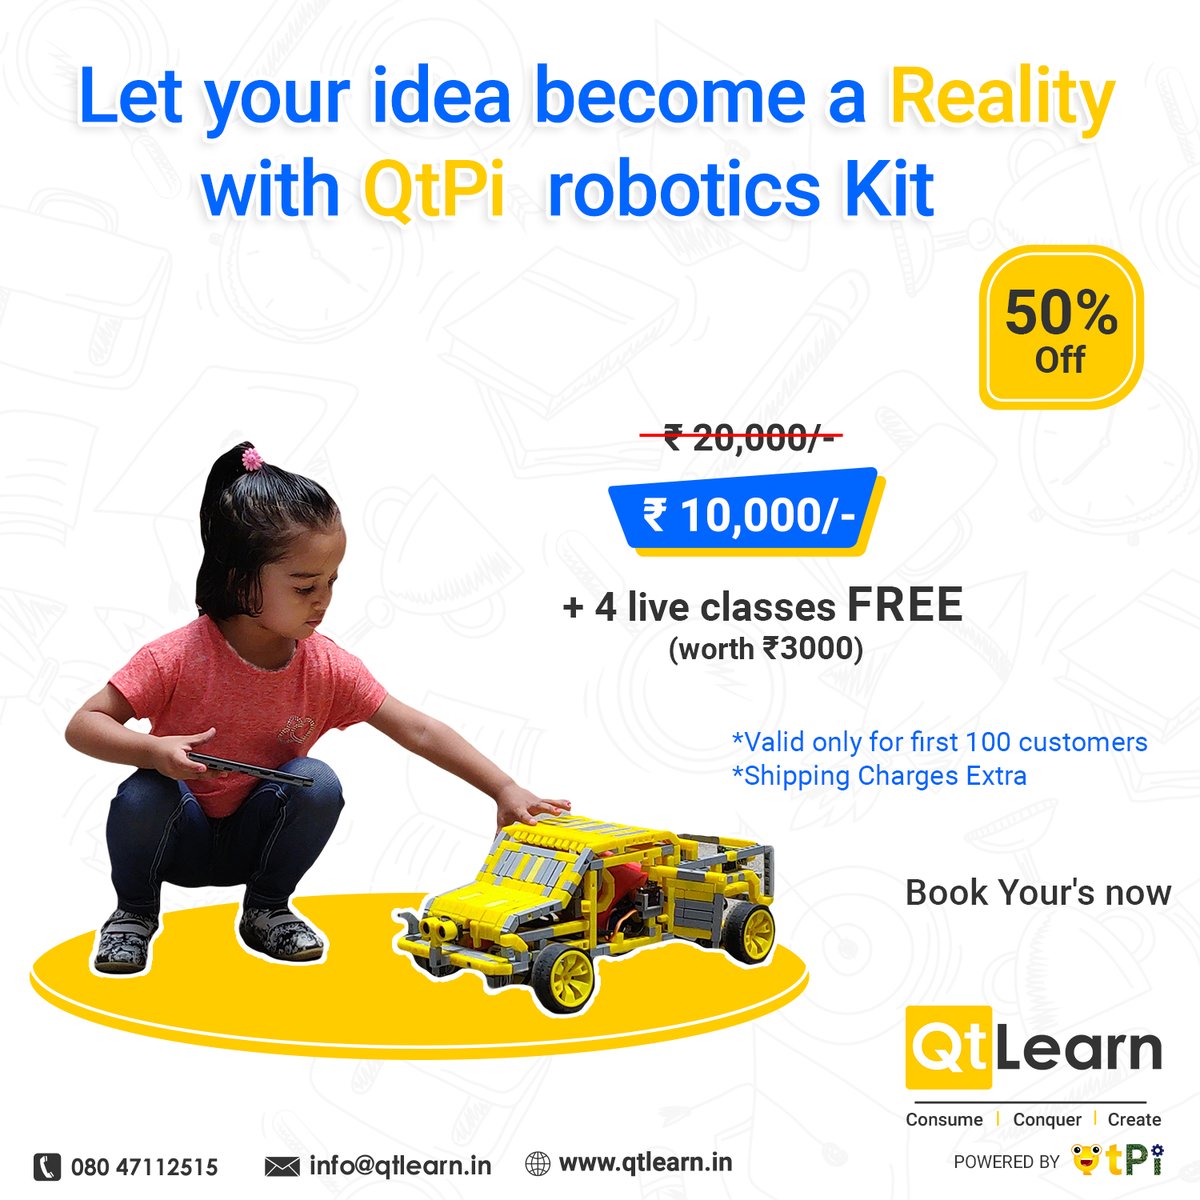 Let your idea become a Reality
with QtPi robotics Kit
50%
Off
₹ 20,000/-
₹ 10,000/-
+ 4 live classes FREE
(worth ₹3000)
*Valid only for first 100 customers
*Shipping Charges Extra
Book Your's now
QtLearn
Consume | Conquer | Create
POWERED BY QtPi
080 47112515 info@qtlearn.in www.qtlearn.in